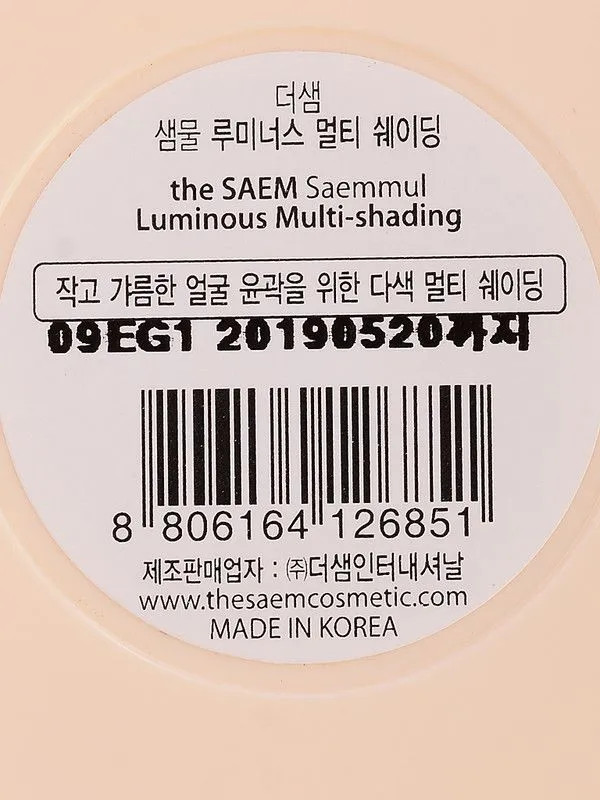 더샘
샘물 루미너스 멀티 쉐이딩
the SAEM Saemmul
Luminous Multi-shading
작고 갸름한 얼굴 윤곽을 위한 다색 멀티 쉐이딩
09EG1 20190520까지
8 806164 126851
제조판매업자 : ㈜더샘인터내셔날
www.thesaemcosmetic.com
MADE IN KOREA